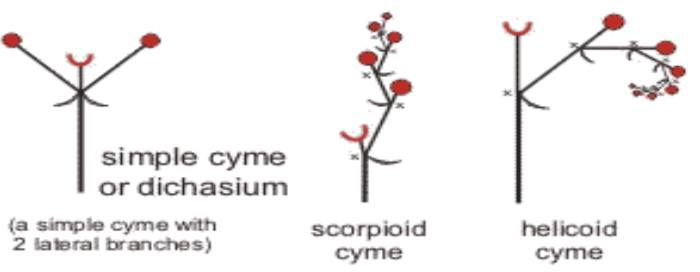 simple cyme
or dichasium
(a simple cyme with
2 lateral branches)
scorpioid
cyme
helicoid
cyme